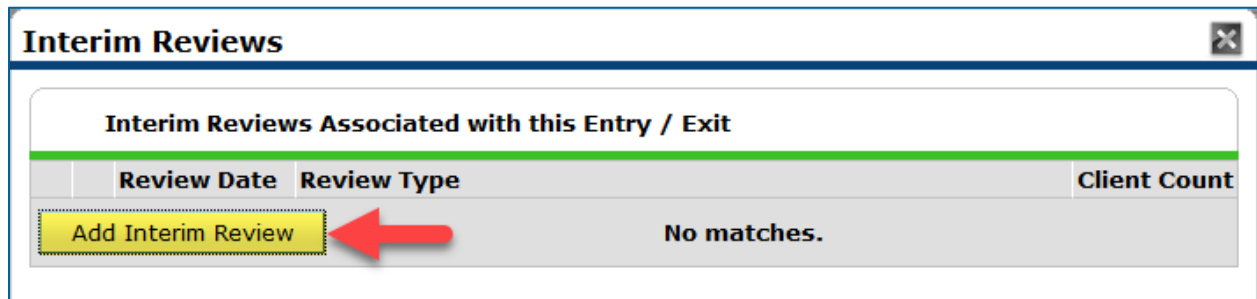 Interim Reviews
Interim Reviews Associated with this Entry / Exit
Review Date Review Type Client Count
Add Interim Review No matches.